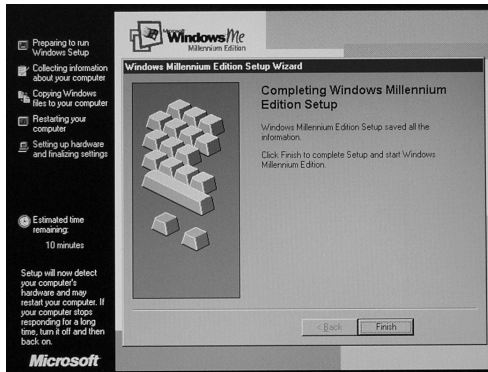 Preparing to run
Windows Setup
Collecting information
about your computer
Copying Windows
files to your computer
Restarting your
computer
Setting up hardware
and finalizing settings
Estimated time
remaining:
10 minutes
Setup will now detect
your computer's
hardware and may
restart your computer. If
your computer stops
responding for a long
time, turn it off and then
back on.
Microsoft
Microsoft
Windows Me
Millennium Edition
Windows Millennium Edition Setup Wizard
Completing Windows Millennium
Edition Setup
Windows Millennium Edition Setup saved all the
information.
Click Finish to complete Setup and start Windows
Millennium Edition.
< Back
Finish